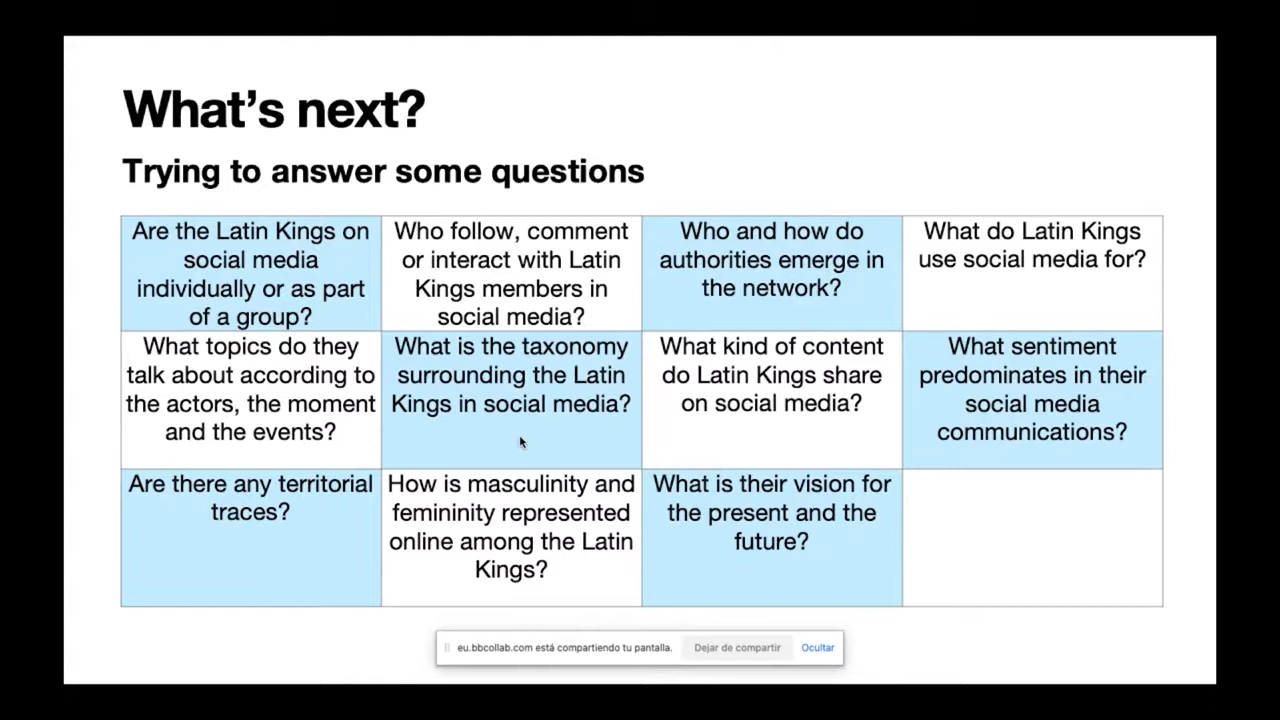 What's next?
Trying to answer some questions
Are the Latin Kings on
social media
individually or as part
of a group?
Who follow, comment
or interact with Latin
Kings members in
social media?
Who and how do
authorities emerge in
the network?
What do Latin Kings
use social media for?
What topics do they
talk about according to
the actors, the moment
and the events?
What is the taxonomy
surrounding the Latin
Kings in social media?
What kind of content
do Latin Kings share
on social media?
What sentiment
predominates in their
social media
communications?
Are there any territorial
traces?
How is masculinity and
femininity represented
online among the Latin
Kings?
What is their vision for
the present and the
future?
eu.bbcollab.com está compartiendo tu pantalla. Dejar de compartir Ocultar